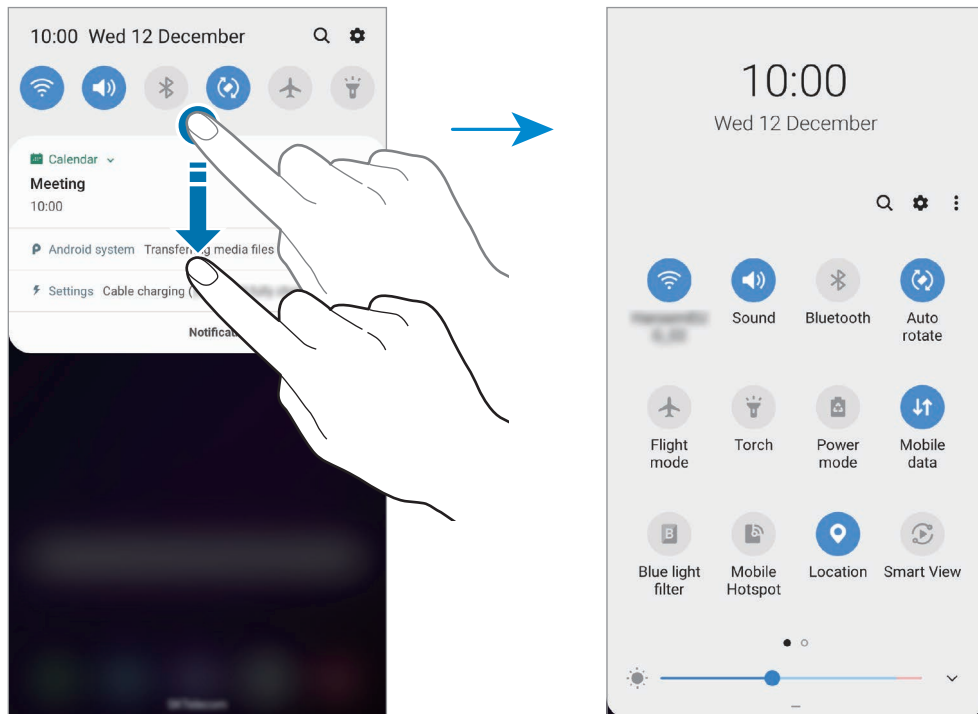 10:00 Wed 12 December
Calendar
Meeting
10:00
Android system Transferring media files
Settings Cable charging (
10:00
Wed 12 December
Sound Bluetooth Auto
rotate
Flight
mode
Torch
Power
mode
Mobile
data
Blue light
filter
Mobile
Hotspot
Location
Smart View